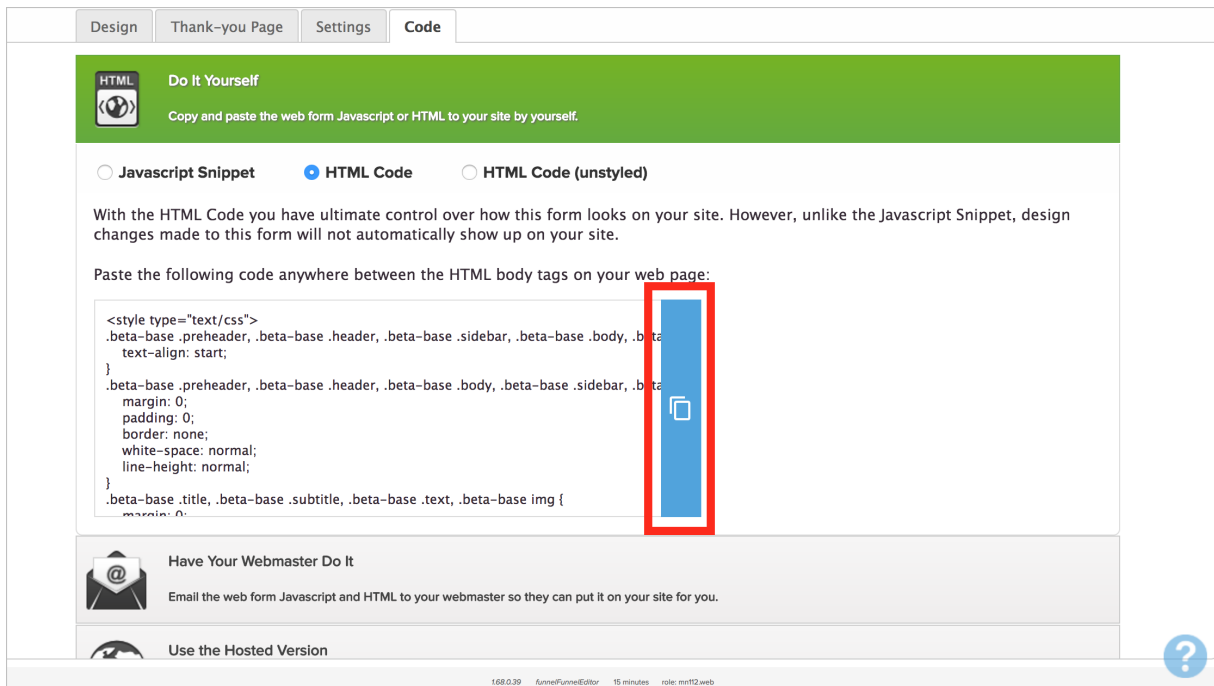 Design Thank-you Page Settings Code
HTML
Do It Yourself
Copy and paste the web form Javascript or HTML to your site by yourself.
Javascript Snippet HTML Code HTML Code (unstyled)
With the HTML Code you have ultimate control over how this form looks on your site. However, unlike the Javascript Snippet, design
changes made to this form will not automatically show up on your site.
Paste the following code anywhere between the HTML body tags on your web page:
<style type="text/css">
.beta-base .preheader, .beta-base .header, .beta-base .sidebar, .beta-base .body, .beta
text-align: start;
}
.beta-base .preheader, .beta-base .header, .beta-base .body, .beta-base .sidebar, .beta
margin: 0;
padding: 0;
border: none;
white-space: normal;
line-height: normal;
}
.beta-base .title, .beta-base .subtitle, .beta-base .text, .beta-base img {
margin: 0;
@
Have Your Webmaster Do It
Email the web form Javascript and HTML to your webmaster so they can put it on your site for you.
Use the Hosted Version
?
1.68.0.39 funnelFunnelEditor 15 minutes role: mn112.web